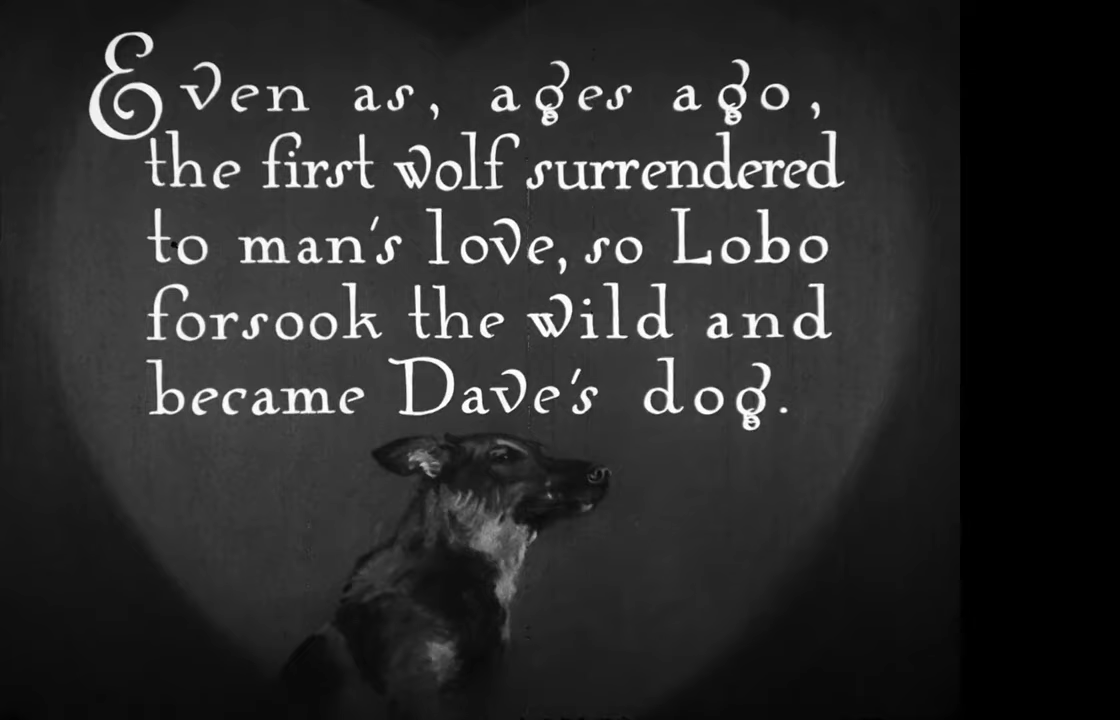 Even as, ages ago,
the first wolf surrendered
to man's love, so Lobo
forsook the wild and
became Dave's dog.